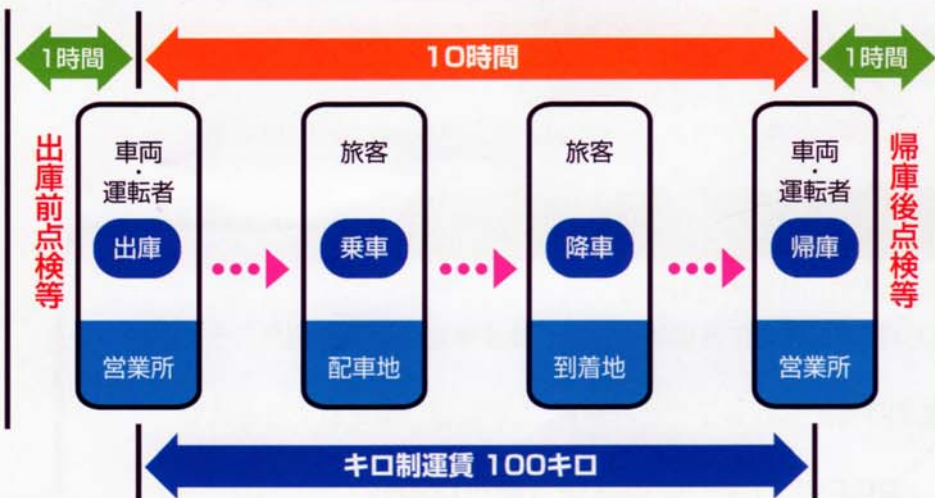 1時間
10時間
1時間
出庫前点検等
車両
・
運転者
出庫
営業所
旅客
乗車
配車地
旅客
降車
到着地
車両
・
運転者
帰庫
営業所
帰庫後点検等
キロ制運賃 100キロ